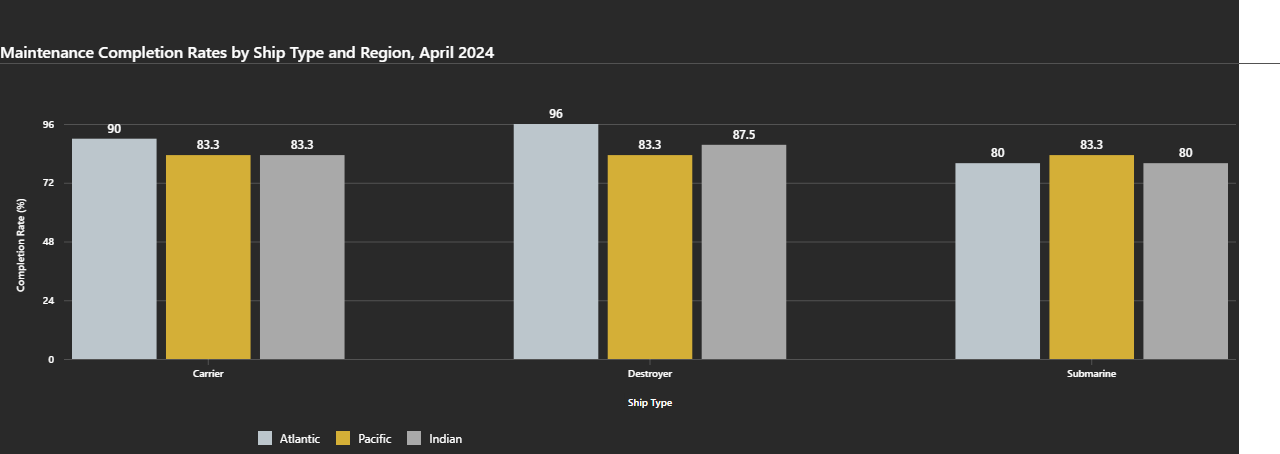 Maintenance Completion Rates by Ship Type and Region, April 2024
96
72
48
24
0
Completion Rate (%)
90
83.3
83.3
96
83.3
87.5
80
83.3
80
Carrier
Destroyer
Submarine
Ship Type
Atlantic
Pacific
Indian